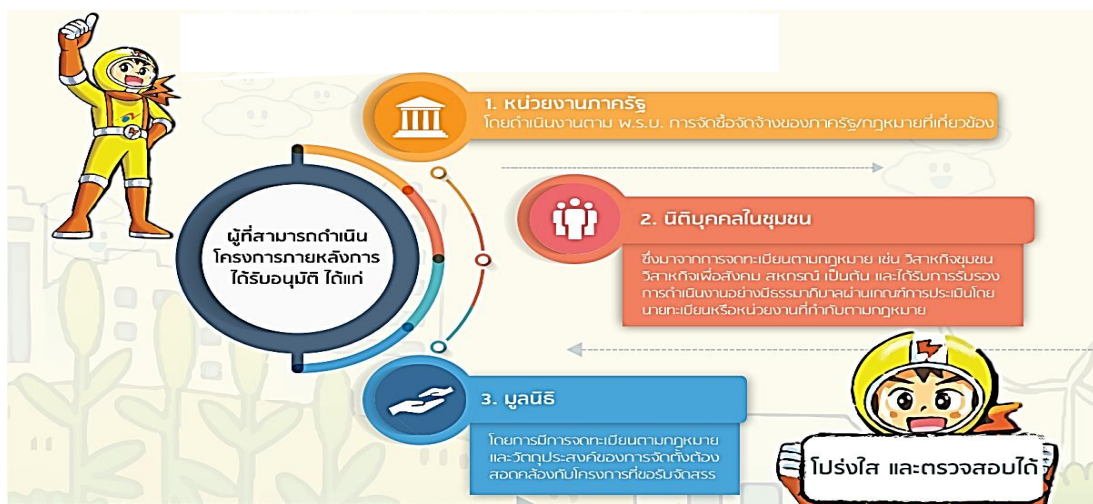 ผู้ที่สามารถดำเนิน
โครงการภายหลังการ
ได้รับอนุมัติ ได้แก่
1. หน่วยงานภาครัฐ
โดยดำเนินงานตาม พ.ร.บ. การจัดซื้อจัดจ้างของภาครัฐ/กฎหมายที่เกี่ยวข้อง
2. นิติบุคคลในชุมชน
ซึ่งมาจากการจดทะเบียนตามกฎหมาย เช่น วิสาหกิจชุมชน
วิสาหกิจเพื่อสังคม สหกรณ์ เป็นต้น และได้รับการรับรอง
การดำเนินงานอย่างมีธรรมาภิบาลผ่านเกณฑ์การประเมินโดย
นายทะเบียนหรือหน่วยงานที่กำกับตามกฎหมาย
3. มูลนิธิ
โดยการมีการจดทะเบียนตามกฎหมาย
และวัตถุประสงค์ของการจัดตั้งต้อง
สอดคล้องกับโครงการที่ขอรับจัดสรร
โปร่งใส และตรวจสอบได้